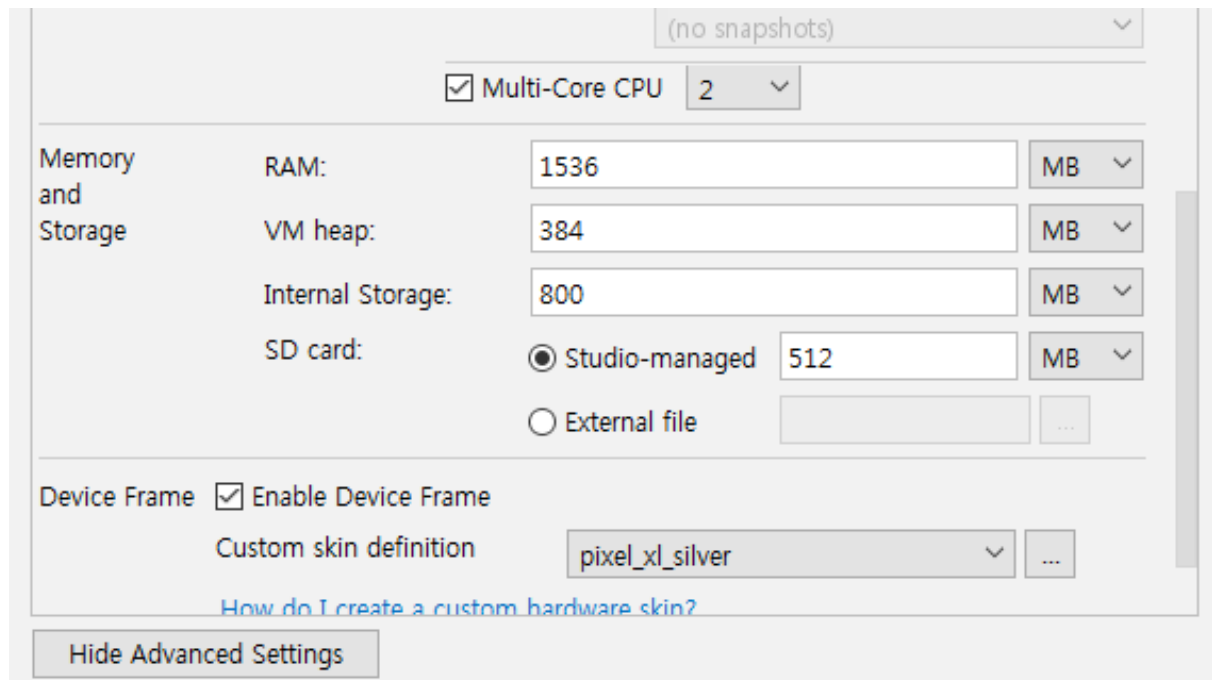 (no snapshots)
Multi-Core CPU 2
Memory and Storage
RAM: 1536 MB
VM heap: 384 MB
Internal Storage: 800 MB
SD card: Studio-managed 512 MB
External file ...
Device Frame Enable Device Frame
Custom skin definition pixel_xl_silver ...
How do I create a custom hardware skin?
Hide Advanced Settings